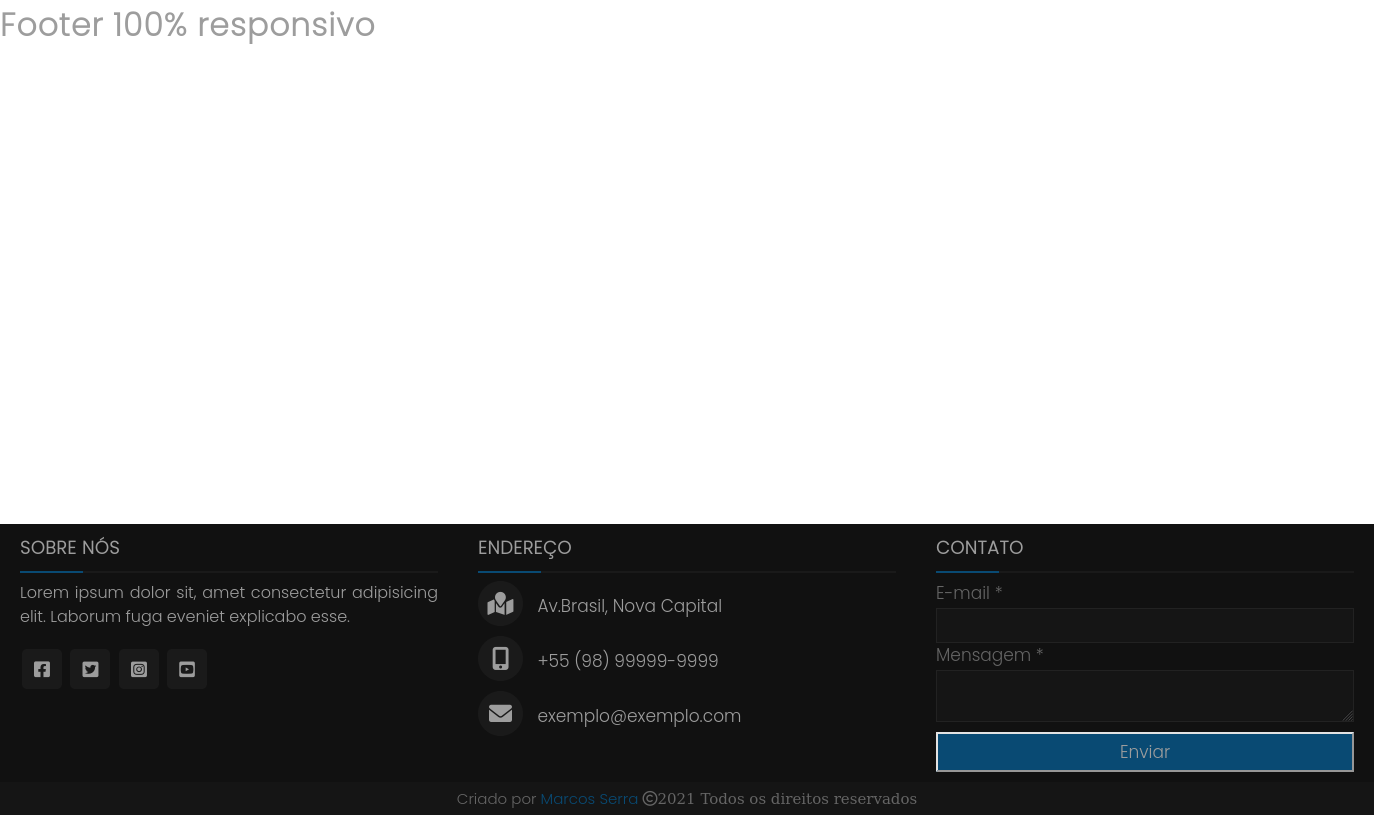 Footer 100% responsivo
SOBRE NÓS
Lorem ipsum dolor sit, amet consectetur adipisicing
elit. Laborum fuga eveniet explicabo esse.
ENDEREÇO
Av.Brasil, Nova Capital
+55 (98) 99999-9999
exemplo@exemplo.com
CONTATO
E-mail *
Mensagem *
Enviar
Criado por Marcos Serra ©2021 Todos os direitos reservados